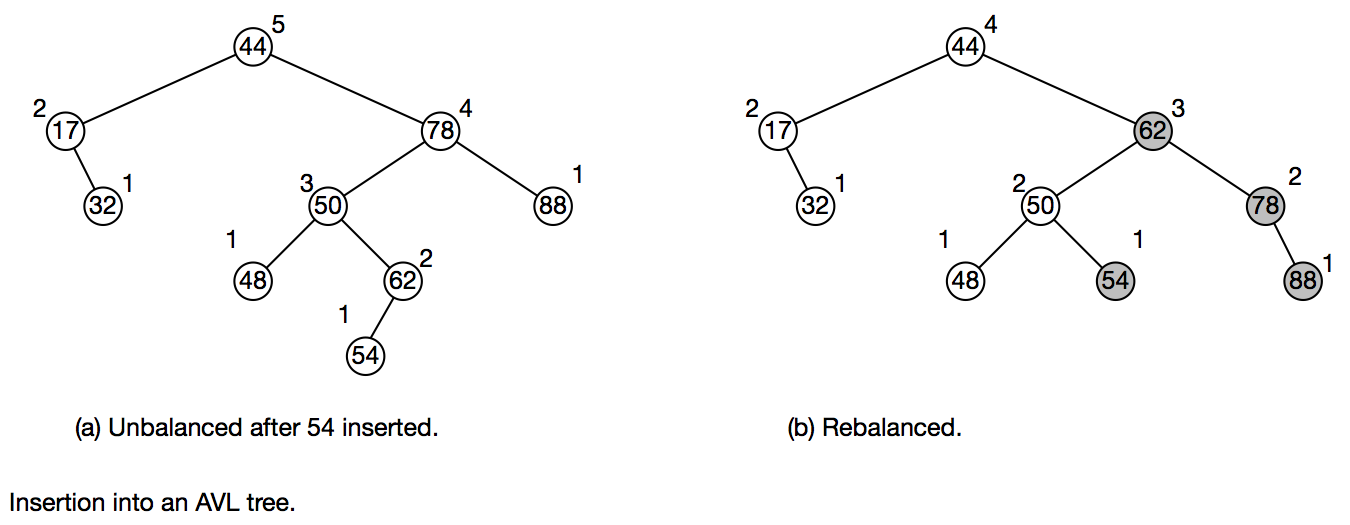 5 4
44 44
2 4 2 3
17 78 17 62
1 3 1 1 2 2
32 50 88 32 50 78
1 2 1 1 1
48 62 48 54 88
1
54
(a) Unbalanced after 54 inserted. (b) Rebalanced.
Insertion into an AVL tree.